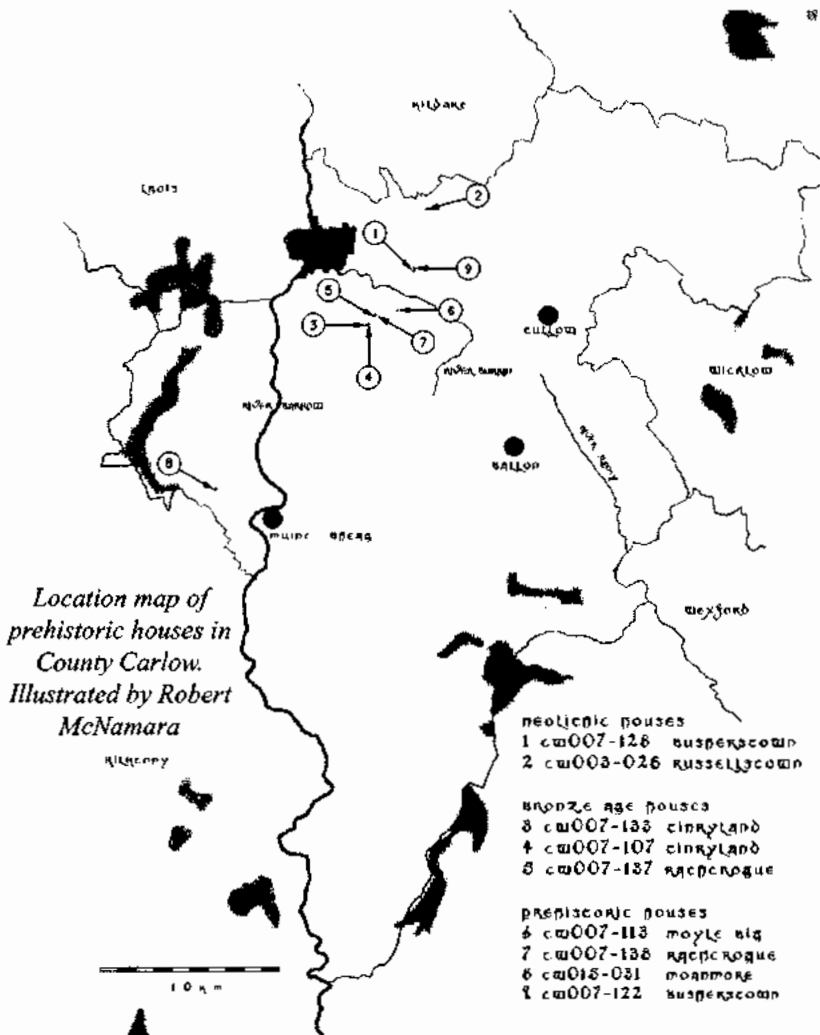 kildare
laois
2
1
9
5
6
3
7
4
tullow
wicklow
river burrin
river barrow
river slaney
ballon
8
muine bheag
Location map of
prehistoric houses in
County Carlow.
Illustrated by Robert
McNamara
wexford
kilkenny
neolithic houses
1 cw007-128 busherstown
2 cw003-026 russellstown
bronze age houses
3 cw007-133 tinryland
4 cw007-107 tinryland
5 cw007-137 rathcrogue
prehistoric houses
6 cw007-113 moyle big
7 cw007-138 rathcrogue
8 cw015-031 moanmore
9 cw007-122 busherstown
10 km